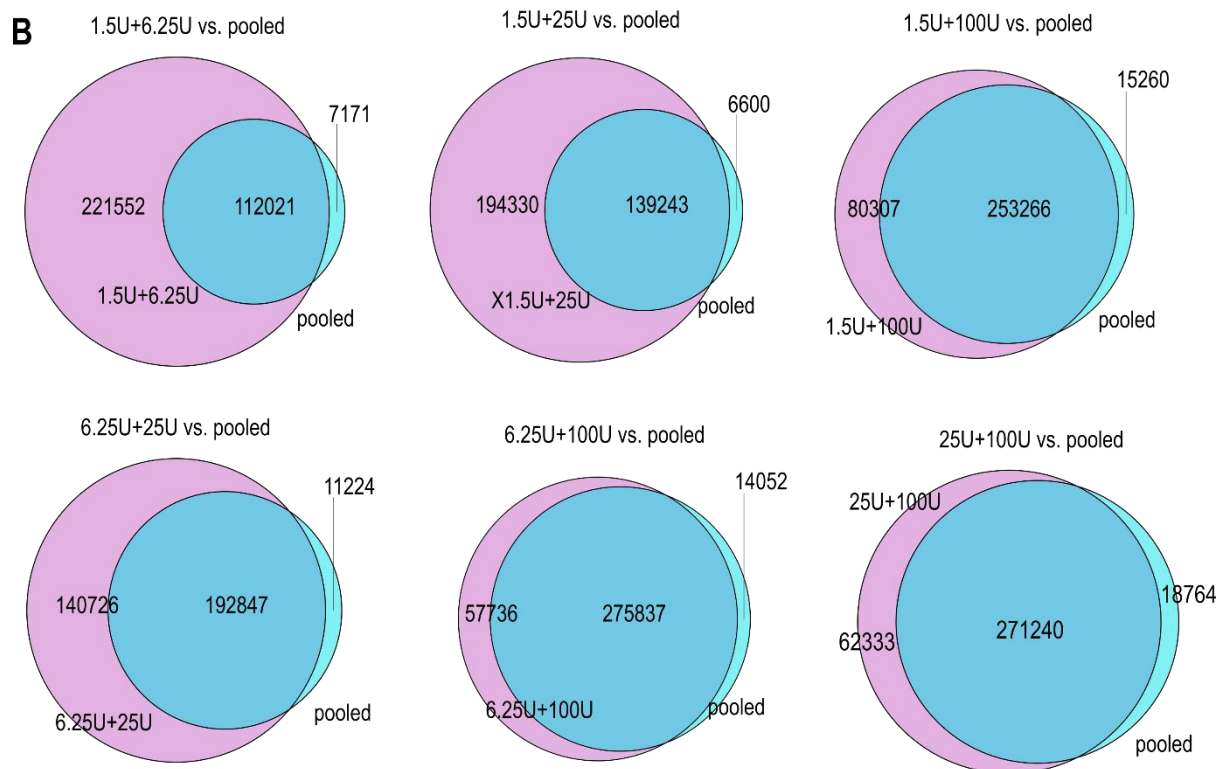 B
1.5U+6.25U vs. pooled
1.5U+25U vs. pooled
1.5U+100U vs. pooled
7171
221552
112021
1.5U+6.25U
pooled
6600
194330
139243
X1.5U+25U
pooled
15260
80307
253266
1.5U+100U
pooled
6.25U+25U vs. pooled
6.25U+100U vs. pooled
25U+100U vs. pooled
11224
140726
192847
6.25U+25U
pooled
14052
57736
275837
6.25U+100U
pooled
25U+100U
18764
62333
271240
pooled